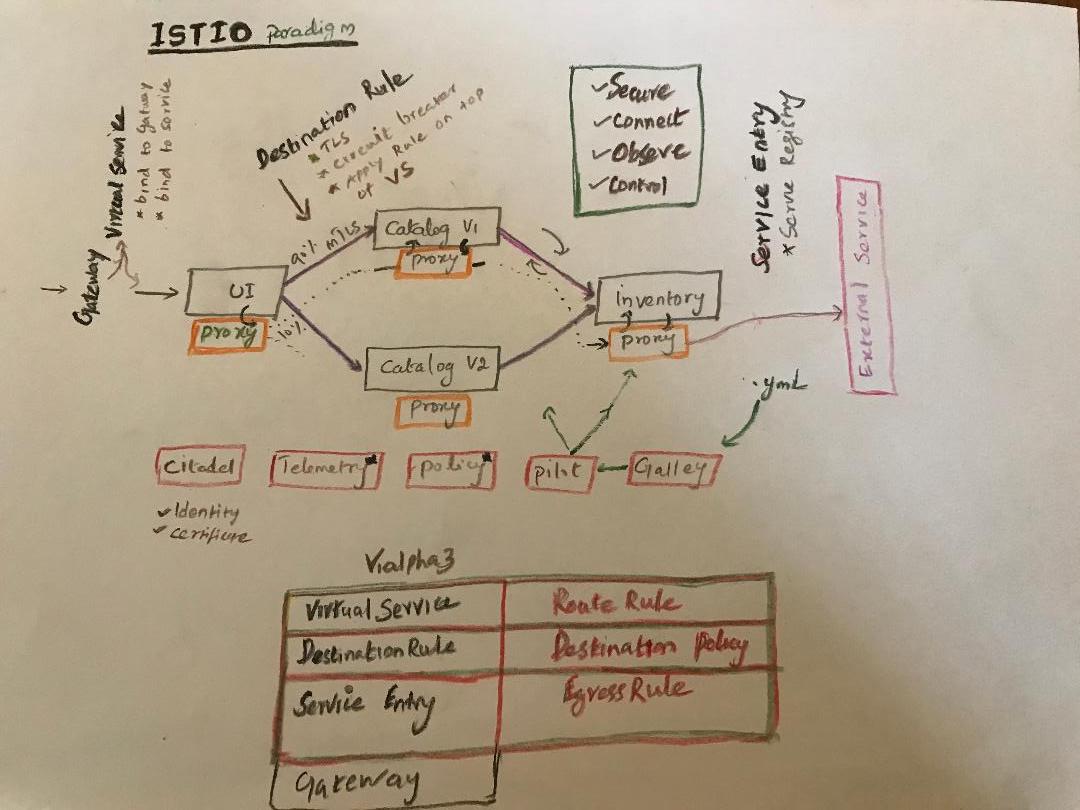 ISTIO Paradigm
Gateway
Virtual Service
* bind to gatway
* bind to service
Destination Rule
* TLS
* circuit breaker
* Apply Rule on top
of VS
✓Secure
✓Connect
✓Observe
✓Control
Service Entry
* Servie Registry
External Service
90% mTLS
Catalog V1
proxy
UI
proxy
10%
Inventory
proxy
Catalog V2
proxy
.yml
Citadel
Telemetry*
policy*
pilot
Galley
✓Identity
✓
V1alpha3
Virtual Service
Route Rule
Destination Rule
Destination Policy
Service Entry
Egress Rule
Gateway